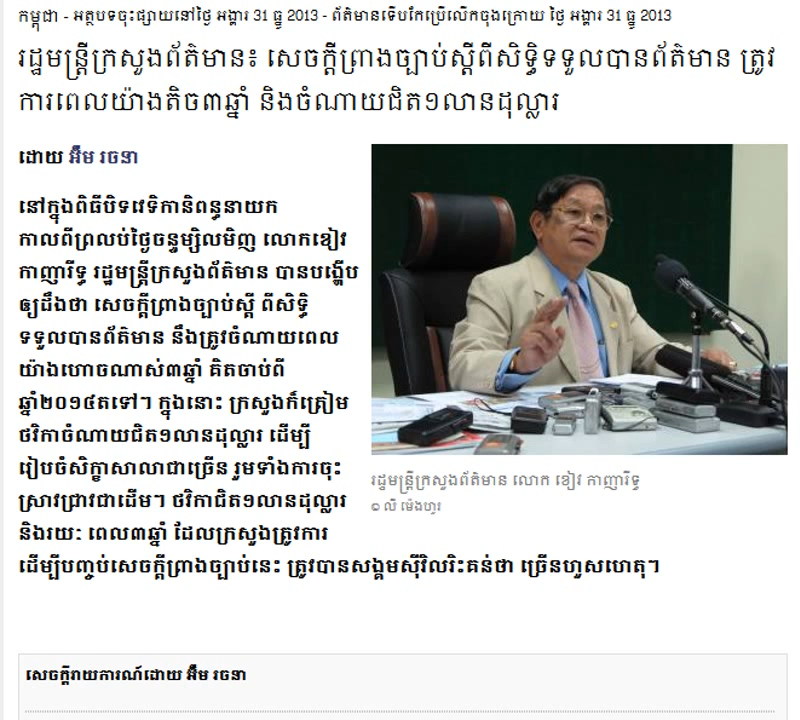 កម្ពុជា - អត្ថបទចុះផ្សាយនៅថ្ងៃ អង្គារ 31 ធ្នូ 2013 - ព័ត៌មានទើបកែប្រែលើកចុងក្រោយ ថ្ងៃ អង្គារ 31 ធ្នូ 2013
រដ្ឋមន្ត្រីក្រសួងព័ត៌មាន៖ សេចក្តីព្រាងច្បាប់ស្តីពីសិទ្ធិទទួលបានព័ត៌មាន ត្រូវ
ការពេលយ៉ាងតិច៣ឆ្នាំ និងចំណាយជិត១លានដុល្លារ
ដោយ អ៊ឹម រចនា
នៅក្នុងពិធីបិទវេទិកានិពន្ធនាយក
កាលពីព្រលប់ថ្ងៃចន្ទម្សិលមិញ លោកខៀវ
កាញារីទ្ធ រដ្ឋមន្ត្រីក្រសួងព័ត៌មាន បានបង្ហើប
ឲ្យដឹងថា សេចក្តីព្រាងច្បាប់ស្តី ពីសិទ្ធិ
ទទួលបានព័ត៌មាន នឹងត្រូវចំណាយពេល
យ៉ាងហោចណាស់៣ឆ្នាំ គិតចាប់ពី
ឆ្នាំ២០១៤តទៅ។ ក្នុងនោះ ក្រសួងក៏គ្រៀម
ថវិកាចំណាយជិត១លានដុល្លារ ដើម្បី
រៀបចំសិក្ខាសាលាជាច្រើន រួមទាំងការចុះ
ស្រាវជ្រាវជាដើម។ ថវិកាជិត១លានដុល្លារ
និងរយៈ ពេល៣ឆ្នាំ ដែលក្រសួងត្រូវការ
ដើម្បីបញ្ចប់សេចក្តីព្រាងច្បាប់នេះ ត្រូវបានសង្គមស៊ីវិលរិះគន់ថា ច្រើនហួសហេតុ។
រដ្ឋមន្ត្រីក្រសួងព័ត៌មាន លោក ខៀវ កាញារីទ្ធ
© លី ម៉េងហួរ
សេចក្តីរាយការណ៍ដោយ អ៊ឹម រចនា